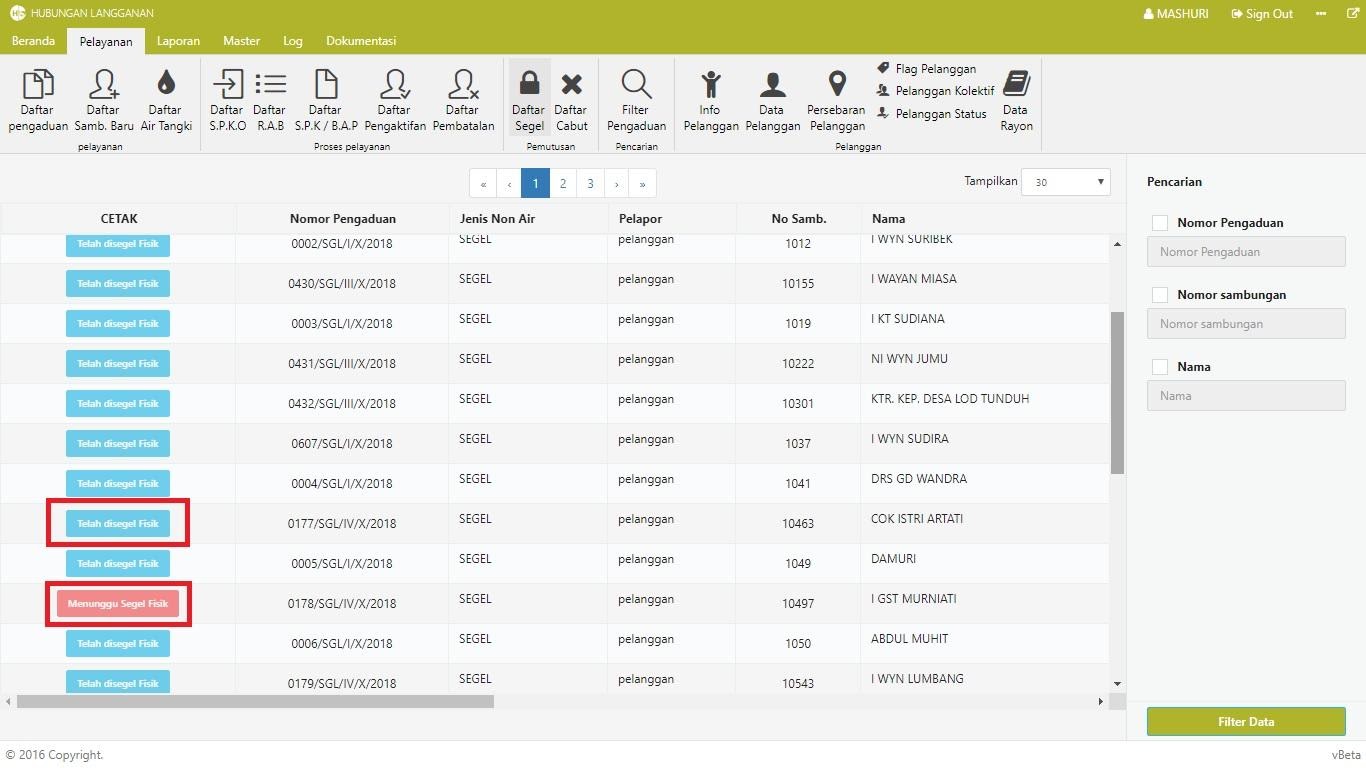 HUBUNGAN LANGGANAN
MASHURI Sign Out
Beranda Pelayanan Laporan Master Log Dokumentasi
Daftar pengaduan
Daftar Samb. Baru
Daftar Air Tangki
pelayanan
Daftar S.P.K.O
Daftar R.A.B
Daftar S.P.K / B.A.P
Daftar Pengaktifan
Daftar Pembatalan
Proses pelayanan
Daftar Segel
Daftar Cabut
Pemutusan
Filter Pengaduan
Pencarian
Info Pelanggan
Data Pelanggan
Persebaran Pelanggan
Flag Pelanggan
Pelanggan Kolektif
Pelanggan Status
Data Rayon
Pelanggan
« ‹ 1 2 3 › »
Tampilkan 30
CETAK Nomor Pengaduan Jenis Non Air Pelapor No Samb. Nama
Telah disegel Fisik 0002/SGL/I/X/2018 SEGEL pelanggan 1012 I WYN SURIBEK
Telah disegel Fisik 0430/SGL/III/X/2018 SEGEL pelanggan 10155 I WAYAN MIASA
Telah disegel Fisik 0003/SGL/I/X/2018 SEGEL pelanggan 1019 I KT SUDIANA
Telah disegel Fisik 0431/SGL/III/X/2018 SEGEL pelanggan 10222 NI WYN JUMU
Telah disegel Fisik 0432/SGL/III/X/2018 SEGEL pelanggan 10301 KTR. KEP. DESA LOD TUNDUH
Telah disegel Fisik 0607/SGL/I/X/2018 SEGEL pelanggan 1037 I WYN SUDIRA
Telah disegel Fisik 0004/SGL/I/X/2018 SEGEL pelanggan 1041 DRS GD WANDRA
Telah disegel Fisik 0177/SGL/IV/X/2018 SEGEL pelanggan 10463 COK ISTRI ARTATI
Telah disegel Fisik 0005/SGL/I/X/2018 SEGEL pelanggan 1049 DAMURI
Menunggu Segel Fisik 0178/SGL/IV/X/2018 SEGEL pelanggan 10497 I GST MURNIATI
Telah disegel Fisik 0006/SGL/I/X/2018 SEGEL pelanggan 1050 ABDUL MUHIT
Telah disegel Fisik 0179/SGL/IV/X/2018 SEGEL pelanggan 10543 I WYN LUMBANG
Pencarian
Nomor Pengaduan
Nomor Pengaduan
Nomor sambungan
Nomor sambungan
Nama
Nama
Filter Data
© 2016 Copyright.
vBeta